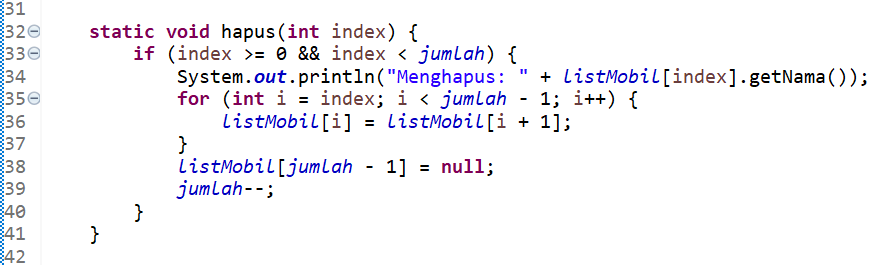 31
32 static void hapus(int index) {
33 if (index >= 0 && index < jumlah) {
34 System.out.println("Menghapus: " + listMobil[index].getNama());
35 for (int i = index; i < jumlah - 1; i++) {
36 listMobil[i] = listMobil[i + 1];
37 }
38 listMobil[jumlah - 1] = null;
39 jumlah--;
40 }
41 }
42